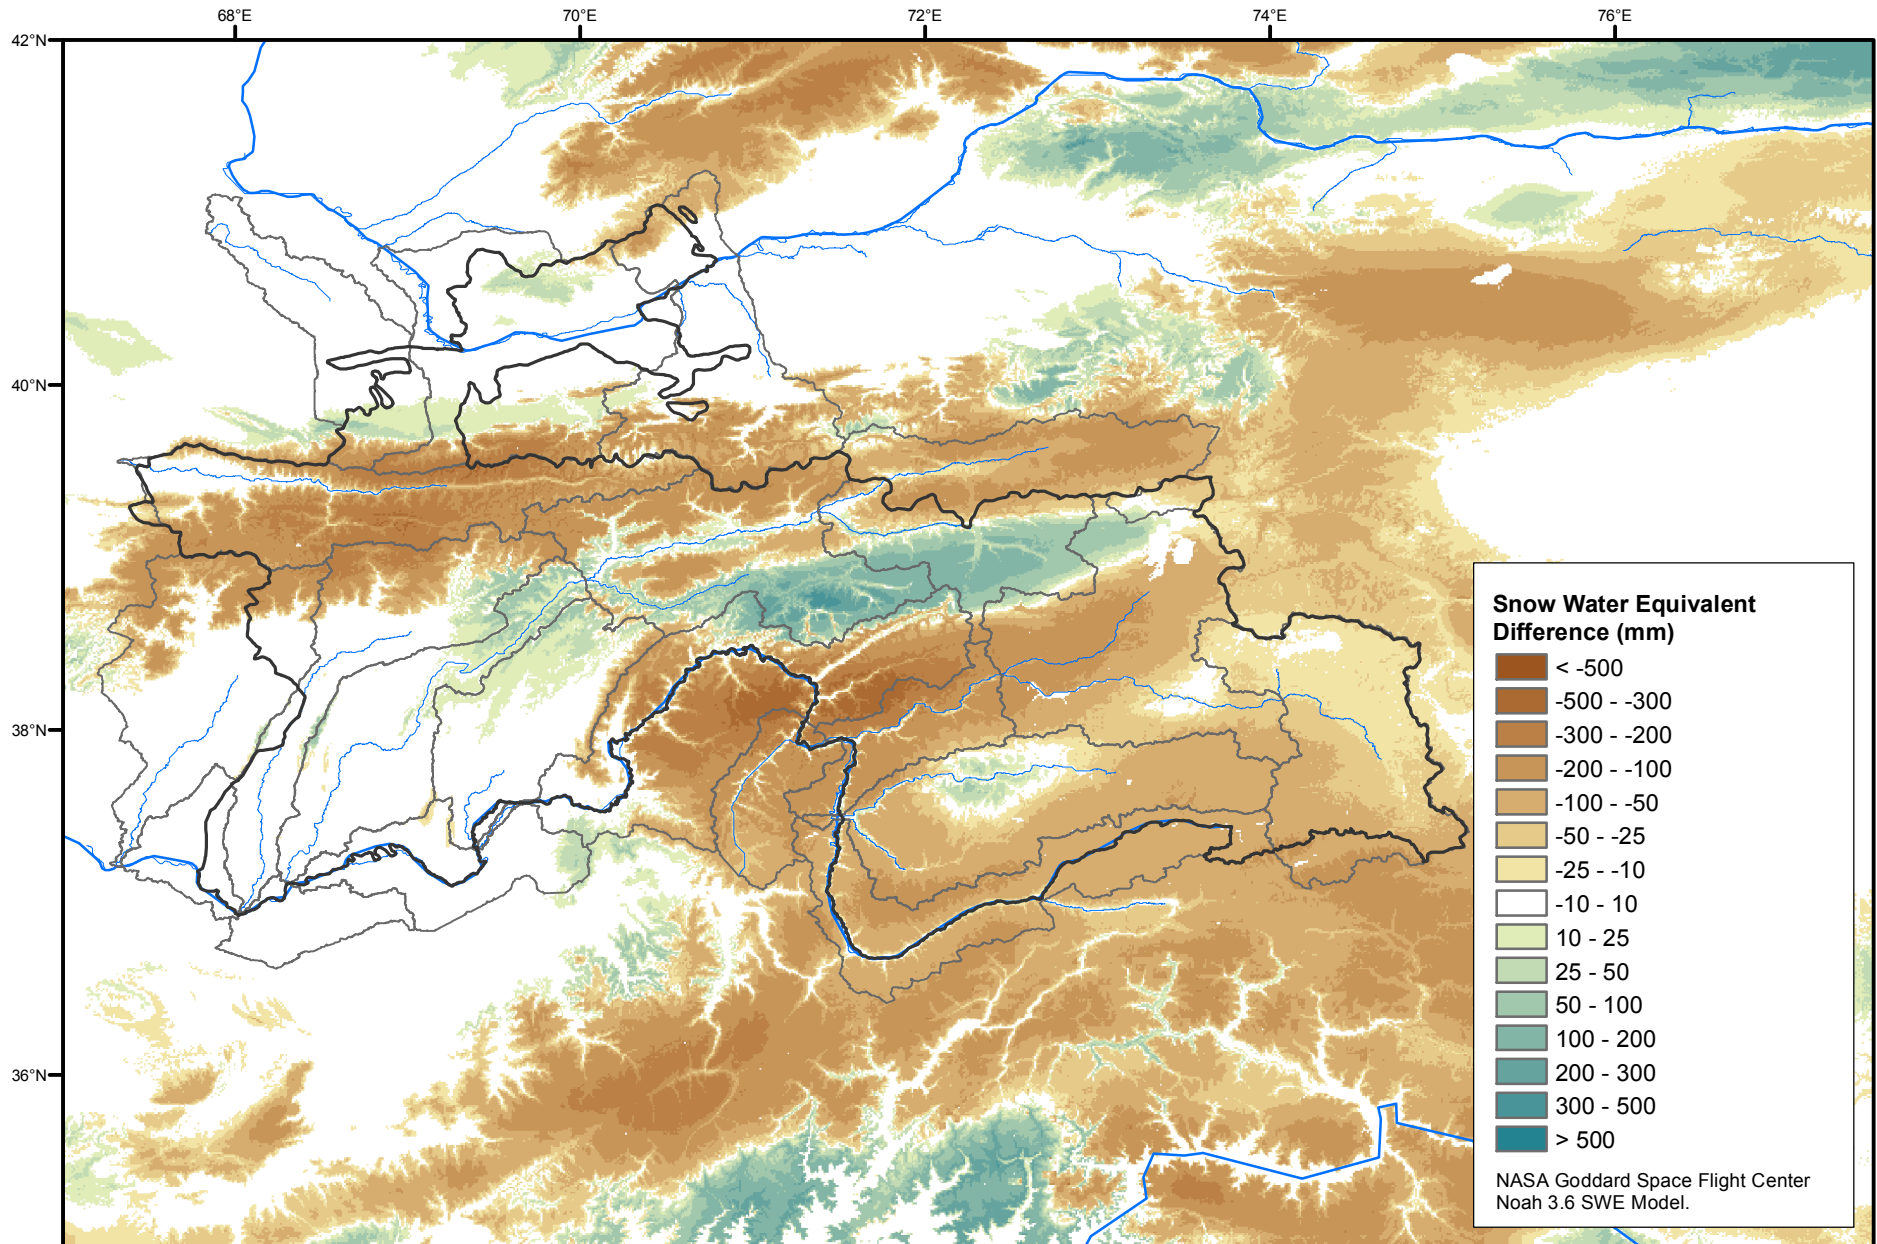 68°E 70°E 72°E 74°E 76°E
42°N
40°N
38°N
36°N
Snow Water Equivalent
Difference (mm)
< -500
-500 - -300
-300 - -200
-200 - -100
-100 - -50
-50 - -25
-25 - -10
-10 - 10
10 - 25
25 - 50
50 - 100
100 - 200
200 - 300
300 - 500
> 500
NASA Goddard Space Flight Center
Noah 3.6 SWE Model.